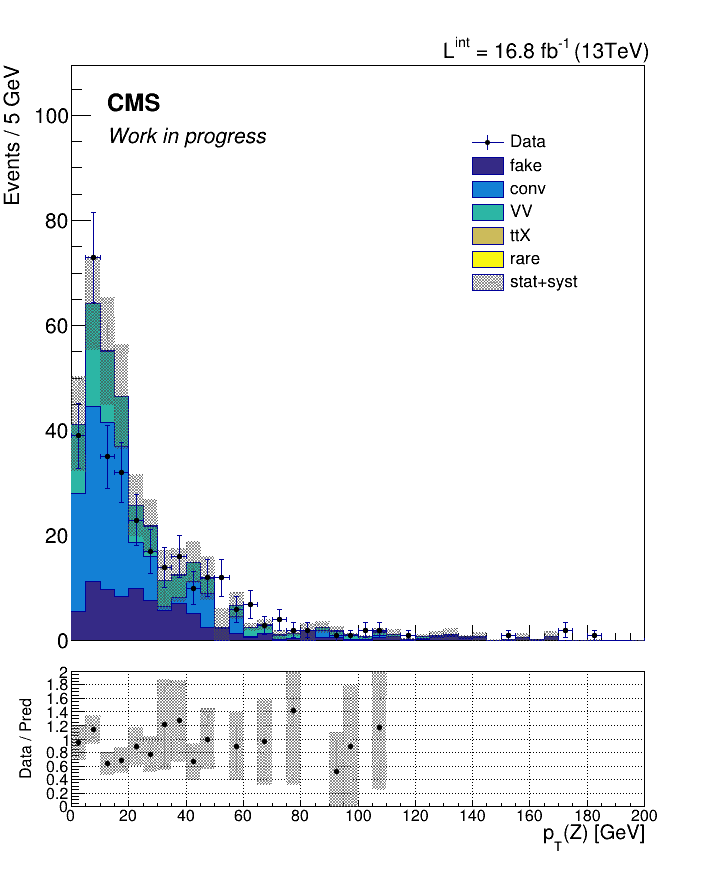 L^int = 16.8 fb^-1 (13TeV)
Events / 5 GeV
CMS
Work in progress
Data
fake
conv
VV
ttX
rare
stat+syst
100
80
60
40
20
0
Data / Pred
2
1.8
1.6
1.4
1.2
1
0.8
0.6
0.4
0.2
0
0 20 40 60 80 100 120 140 160 180 200
p_T(Z) [GeV]